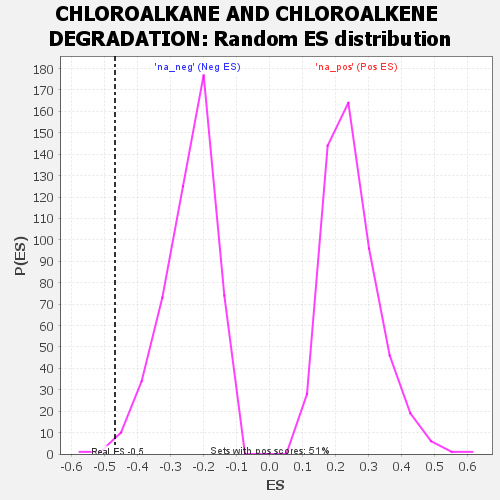 CHLOROALKANE AND CHLOROALKENE
DEGRADATION: Random ES distribution
'na_neg' (Neg ES) 'na_pos' (Pos ES)
180
170
160
150
140
130
120
110
100
90
80
70
60
50
40
30
20
10
0
P(ES)
Real ES -0.5 Sets with pos scores: 51%
-0.6 -0.5 -0.4 -0.3 -0.2 -0.1 0.0 0.1 0.2 0.3 0.4 0.5 0.6
ES